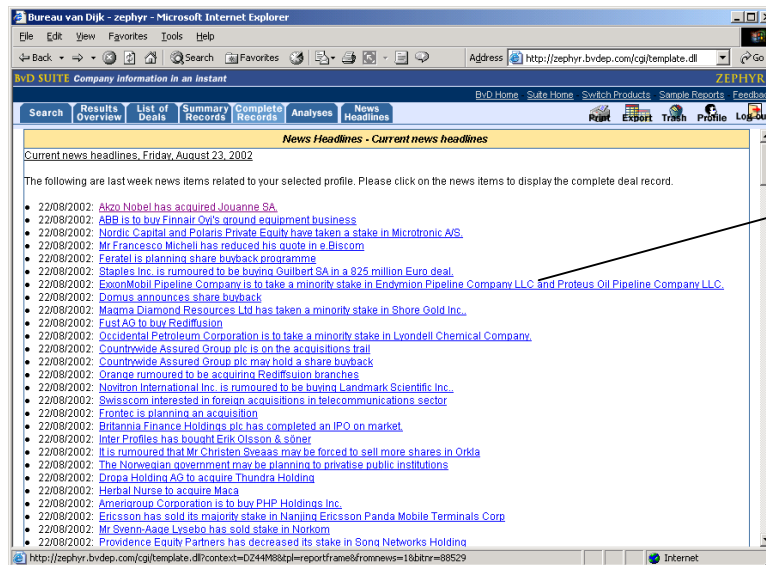 Bureau van Dijk - zephyr - Microsoft Internet Explorer
File Edit View Favorites Tools Help
Back Search Favorites Address http://zephyr.bvdep.com/cgi/template.dll Go
BvD SUITE Company information in an instant ZEPHYR
BvD Home Suite Home Switch Products Sample Reports Feedbac
Search Results Overview List of Deals Summary Records Complete Records Analyses News Headlines Print Export Trash Profile Logou
News Headlines - Current news headlines
Current news headlines, Friday, August 23, 2002
The following are last week news items related to your selected profile. Please click on the news items to display the complete deal record.
22/08/2002: Akzo Nobel has acquired Jouanne SA.
22/08/2002: ABB is to buy Finnair Oyj's ground equipment business
22/08/2002: Nordic Capital and Polaris Private Equity have taken a stake in Microtronic A/S.
22/08/2002: Mr Francesco Micheli has reduced his quote in e.Biscom
22/08/2002: Feratel is planning share buyback programme
22/08/2002: Staples Inc. is rumoured to be buying Guilbert SA in a 825 million Euro deal.
22/08/2002: ExxonMobil Pipeline Company is to take a minority stake in Endymion Pipeline Company LLC and Proteus Oil Pipeline Company LLC.
22/08/2002: Domus announces share buyback
22/08/2002: Magma Diamond Resources Ltd has taken a minority stake in Shore Gold Inc..
22/08/2002: Fust AG to buy Rediffusion
22/08/2002: Occidental Petroleum Corporation is to take a minority stake in Lyondell Chemical Company.
22/08/2002: Countrywide Assured Group plc is on the acquisitions trail
22/08/2002: Countrywide Assured Group plc may hold a share buyback
22/08/2002: Orange rumoured to be acquiring Rediffsuion branches
22/08/2002: Novitron International Inc. is rumoured to be buying Landmark Scientific Inc..
22/08/2002: Swisscom interested in foreign acquisitions in telecommunications sector
22/08/2002: Frontec is planning an acquisition
22/08/2002: Britannia Finance Holdings plc has completed an IPO on market.
22/08/2002: Inter Profiles has bought Erik Olsson & söner
22/08/2002: It is rumoured that Mr Christen Sveaas may be forced to sell more shares in Orkla
22/08/2002: The Norwegian government may be planning to privatise public institutions
22/08/2002: Dropa Holding AG to acquire Thundra Holding
22/08/2002: Herbal Nurse to acquire Maca
22/08/2002: Amerigroup Corporation is to buy PHP Holdings Inc.
22/08/2002: Ericsson has sold its majority stake in Nanjing Ericsson Panda Mobile Terminals Corp
22/08/2002: Mr Svenn-Aage Lysebo has sold stake in Norkom
22/08/2002: Providence Equity Partners has decreased its stake in Song Networks Holding
http://zephyr.bvdep.com/cgi/template.dll?context=DZ44M8&tpl=reportframe&fromnews=1&bitnr=88529 Internet